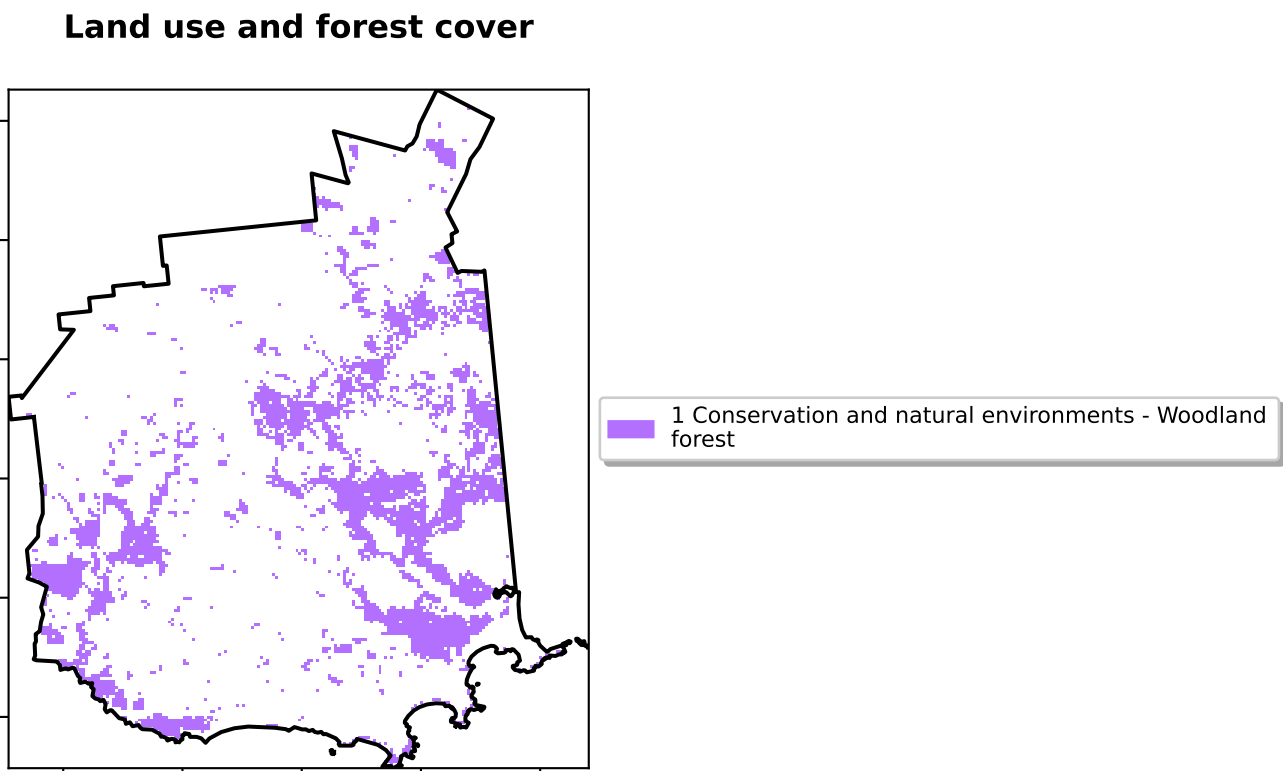 Land use and forest cover
1 Conservation and natural environments - Woodland
forest